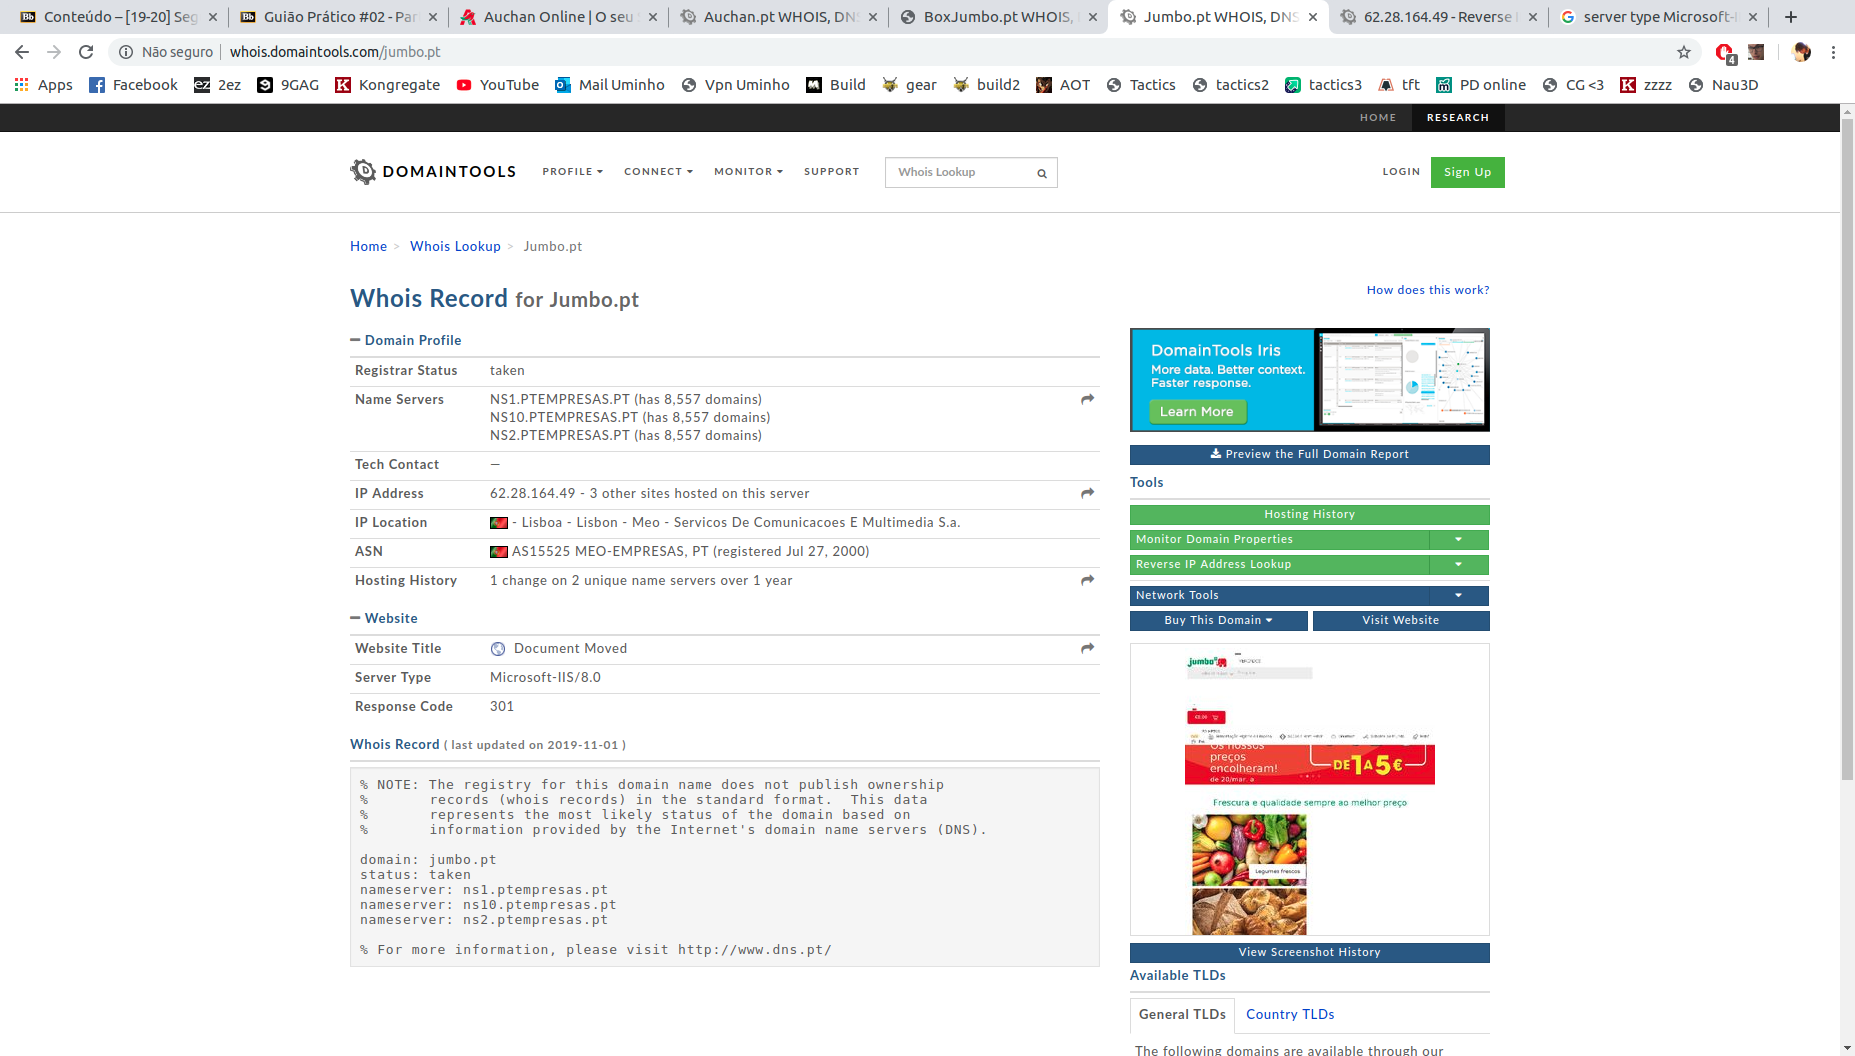 Conteúdo – [19-20] Seg
Guião Prático #02 - Par
Auchan Online | O seu S
Auchan.pt WHOIS, DNS
BoxJumbo.pt WHOIS,
Jumbo.pt WHOIS, DNS
62.28.164.49 - Reverse
server type Microsoft-I
Não seguro
whois.domaintools.com/jumbo.pt
4
Apps
Facebook
2ez
9GAG
Kongregate
YouTube
Mail Uminho
Vpn Uminho
Build
gear
build2
AOT
Tactics
tactics2
tactics3
tft
PD online
CG <3
zzzz
Nau3D
HOME
RESEARCH
DOMAINTOOLS
PROFILE
CONNECT
MONITOR
SUPPORT
Whois Lookup
LOGIN
Sign Up
Home > Whois Lookup > Jumbo.pt
Whois Record for Jumbo.pt
How does this work?
Domain Profile
Registrar Status taken
Name Servers NS1.PTEMPRESAS.PT (has 8,557 domains)
NS10.PTEMPRESAS.PT (has 8,557 domains)
NS2.PTEMPRESAS.PT (has 8,557 domains)
Tech Contact —
IP Address 62.28.164.49 - 3 other sites hosted on this server
IP Location - Lisboa - Lisbon - Meo - Servicos De Comunicacoes E Multimedia S.a.
ASN AS15525 MEO-EMPRESAS, PT (registered Jul 27, 2000)
Hosting History 1 change on 2 unique name servers over 1 year
Website
Website Title Document Moved
Server Type Microsoft-IIS/8.0
Response Code 301
Whois Record ( last updated on 2019-11-01 )
% NOTE: The registry for this domain name does not publish ownership
% records (whois records) in the standard format. This data
% represents the most likely status of the domain based on
% information provided by the Internet's domain name servers (DNS).
domain: jumbo.pt
status: taken
nameserver: ns1.ptempresas.pt
nameserver: ns10.ptempresas.pt
nameserver: ns2.ptempresas.pt
% For more information, please visit http://www.dns.pt/
DomainTools Iris
More data. Better context.
Faster response.
Learn More
Preview the Full Domain Report
Tools
Hosting History
Monitor Domain Properties
Reverse IP Address Lookup
Network Tools
Buy This Domain
Visit Website
jumbo
Os nossos
preços
encolheram!
de 20/mar. a
DE 1 A 5€
Frescura e qualidade sempre ao melhor preço
Legumes frescos
View Screenshot History
Available TLDs
General TLDs
Country TLDs
The following domains are available through our